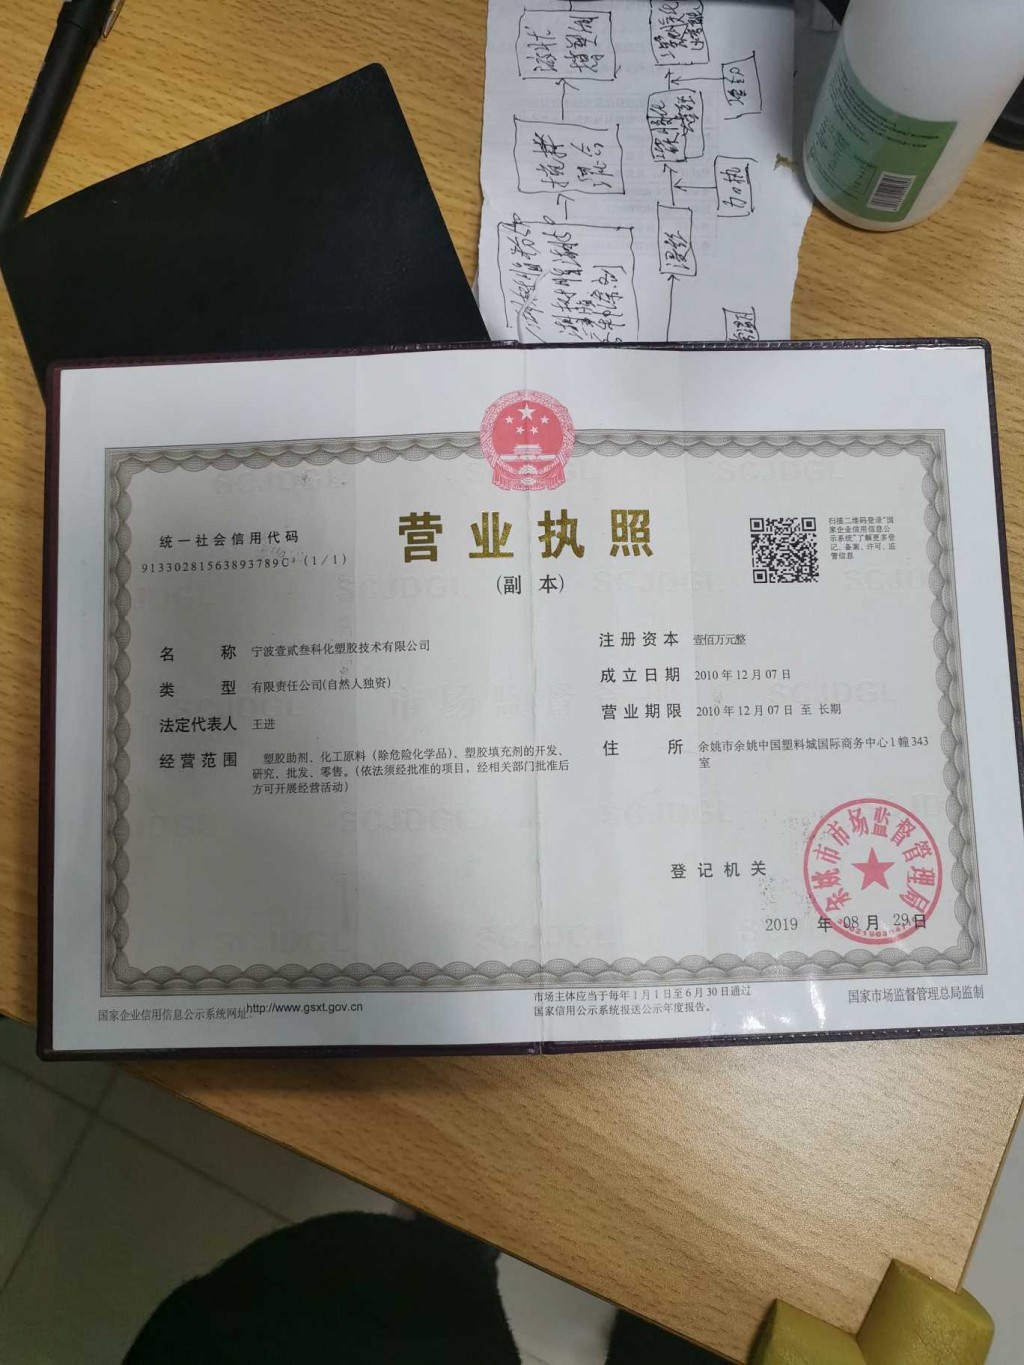 混合
加热
营业执照
(副 本)
统一社会信用代码
91330281563893789C (1/1)
扫描二维码登录“国
家企业信用信息公
示系统”了解更多登
记、备案、许可、监
管信息
名 称 宁波壹贰叁科化塑胶技术有限公司
类 型 有限责任公司(自然人独资)
法定代表人 王进
经营范围 塑胶助剂、化工原料（除危险化学品）、塑胶填充剂的开发、
研究、批发、零售。(依法须经批准的项目，经相关部门批准后
方可开展经营活动)
注册资本 壹佰万元整
成立日期 2010年12月07日
营业期限 2010年12月07日 至 长期
住 所 余姚市余姚中国塑料城国际商务中心1幢343
室
登记机关
余姚市市场监督管理局
2019 年 08 月 29 日
国家企业信用信息公示系统网址:http://www.gsxt.gov.cn
市场主体应当于每年1月1日至6月30日通过
国家信用公示系统报送公示年度报告。
国家市场监督管理总局监制